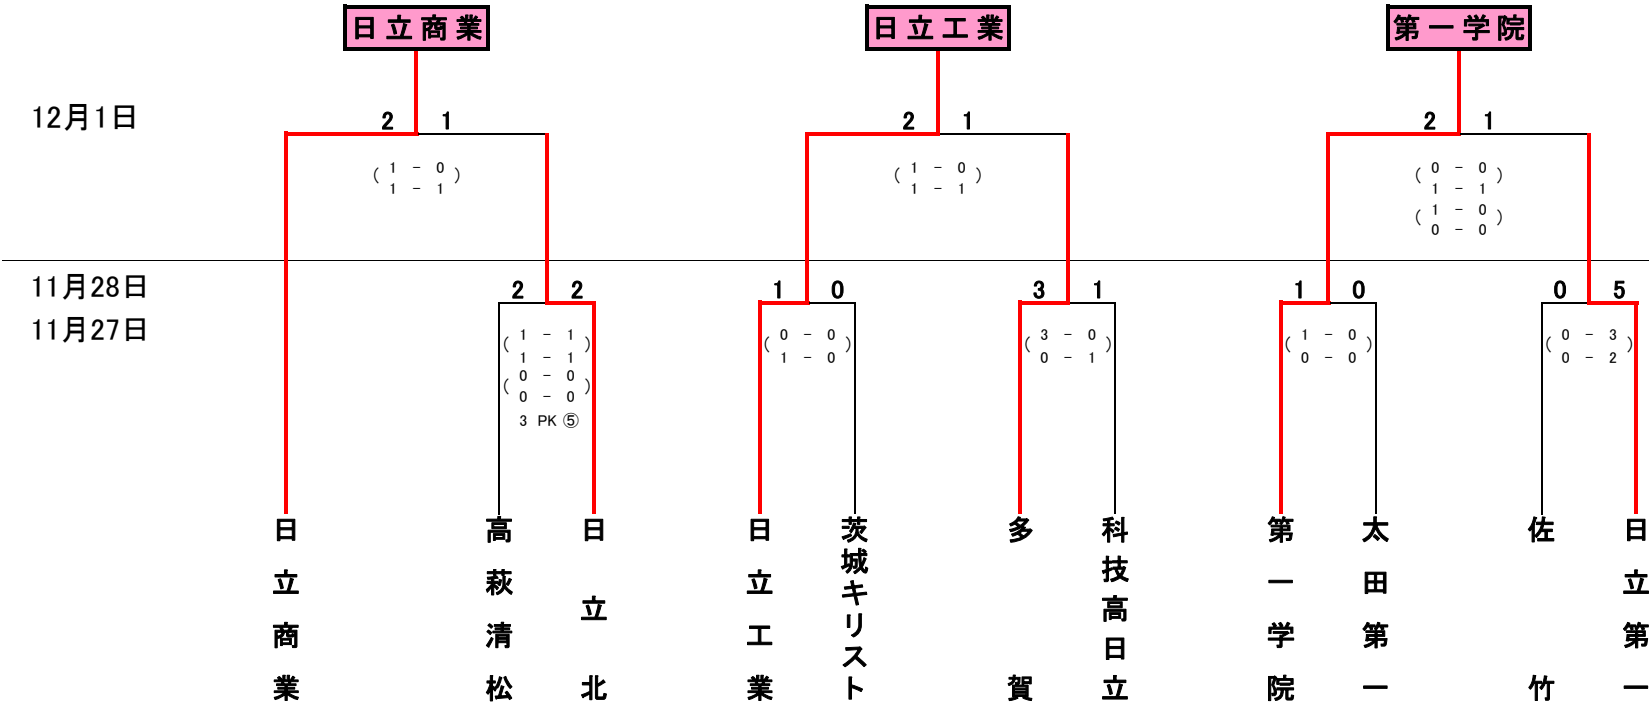 日立商業 日立工業 第一学院
12月1日 2 1 2 1 2 1
( 1 - 0 ) ( 1 - 0 ) ( 0 - 0 )
1 - 1 1 - 1 1 - 1
( 1 - 0 )
0 - 0
11月28日 2 2 1 0 3 1 1 0 0 5
11月27日
( 1 - 1 ) ( 0 - 0 ) ( 3 - 0 ) ( 1 - 0 ) ( 0 - 3 )
1 - 1 1 - 0 0 - 1 0 - 0 0 - 2
( 0 - 0 )
0 - 0
3 PK ⑤
日立商業
高萩清松
日立北
日立工業
茨城キリスト
多賀
科技高日立
第一学院
太田第一
佐竹
日立第一